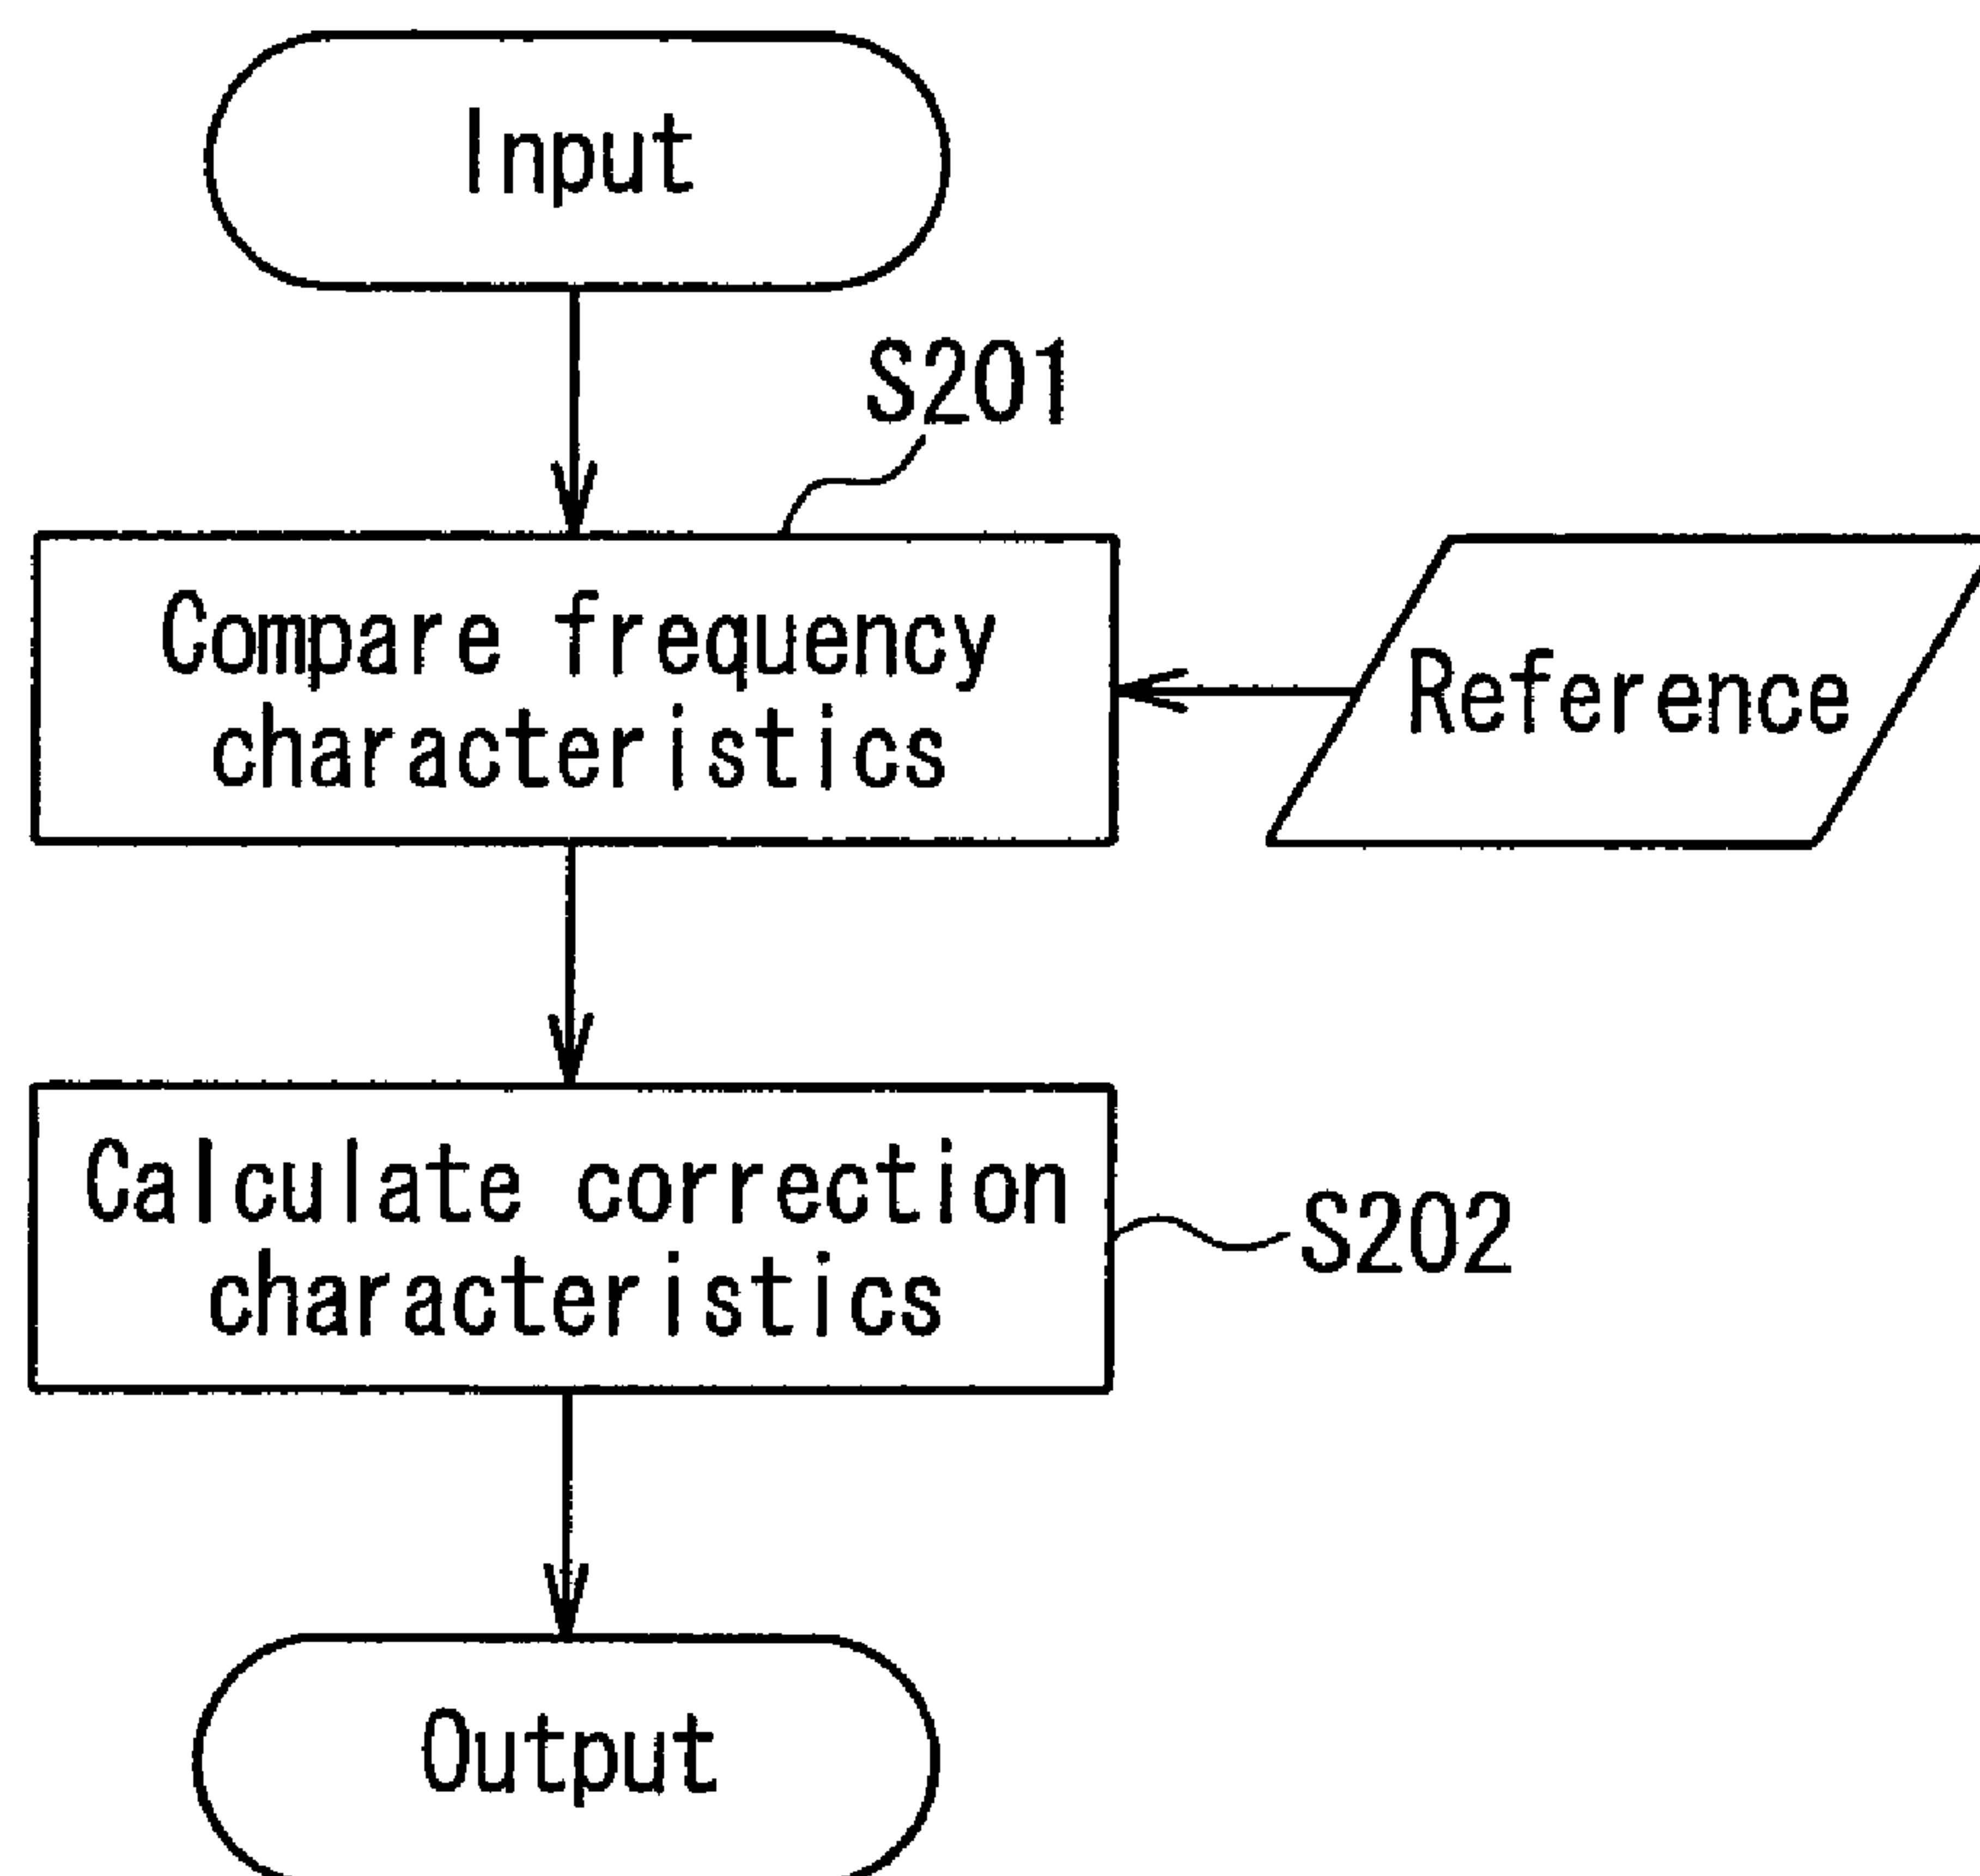 Input
S201
Compare frequency
characteristics
Reference
Calculate correction
characteristics
S202
Output